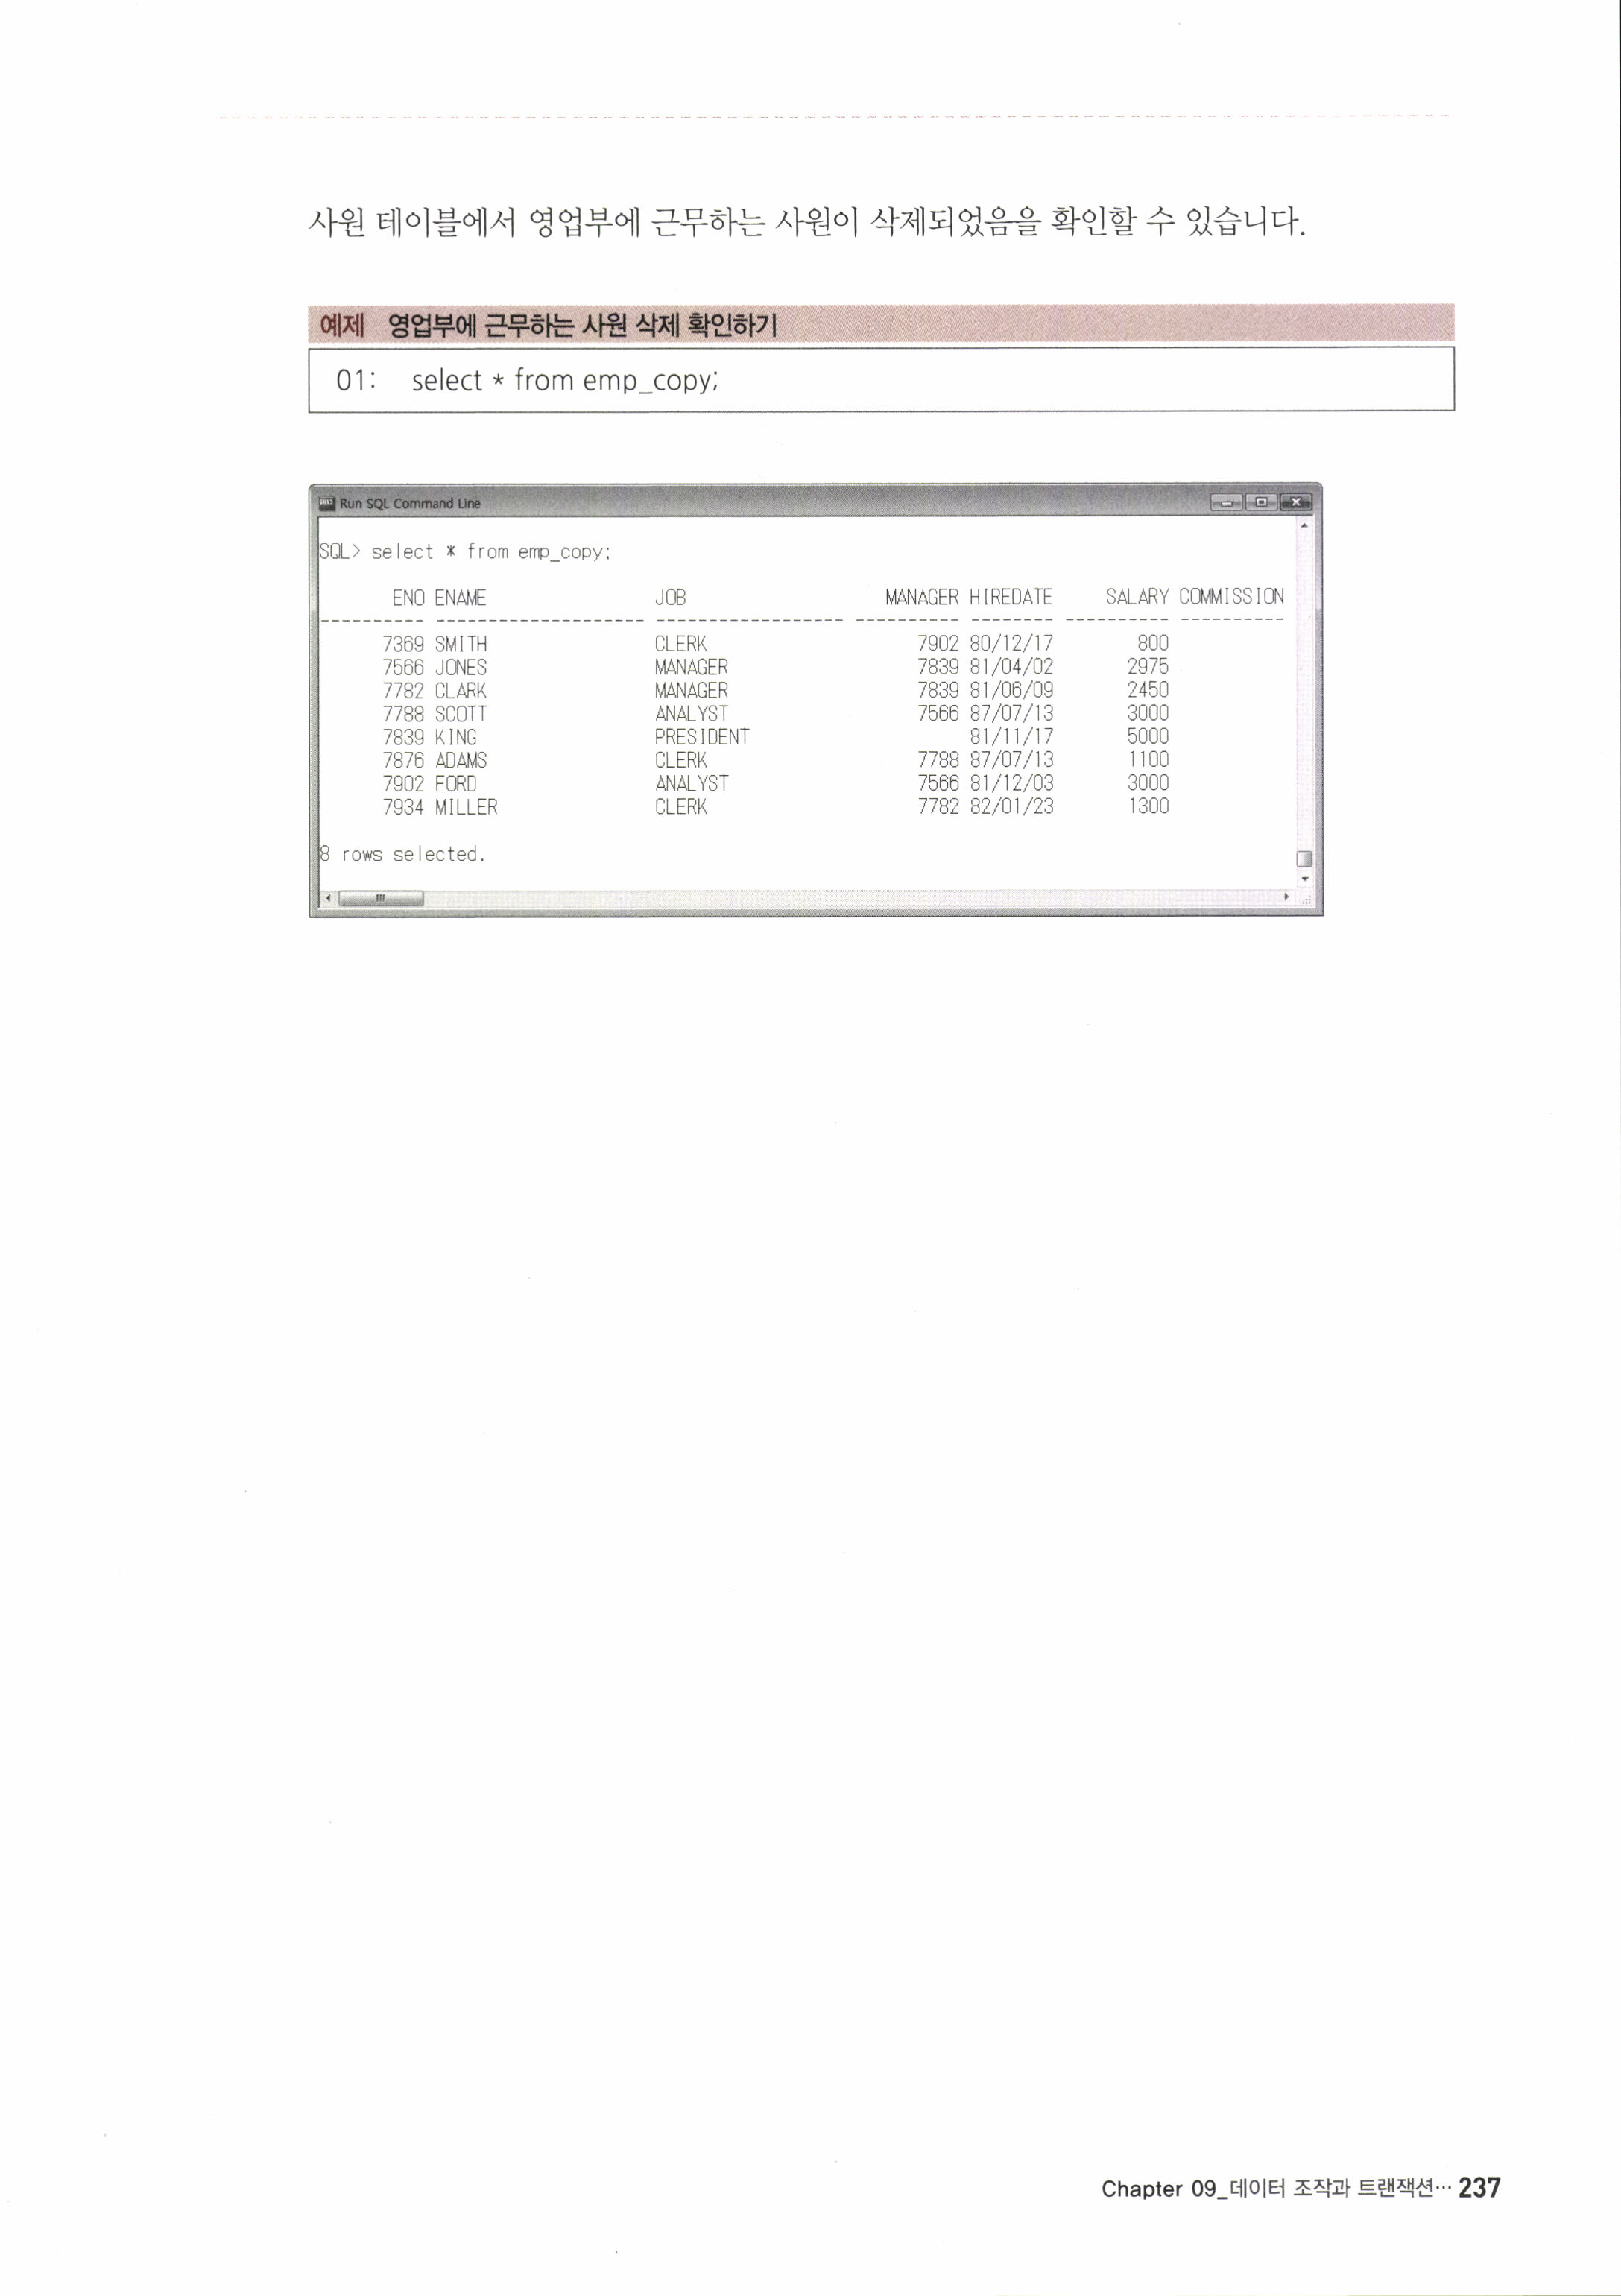 사원 테이블에서 영업부에 근무하는 사원이 삭제되었음을 확인할 수 있습니다.
예제 영업부에 근무하는 사원 삭제 확인하기
01: select * from emp_copy;
Run SQL Command Line
SQL> select * from emp_copy;
ENO ENAME JOB MANAGER HIREDATE SALARY COMMISSION
---------- -------------------- ------------------ ---------- -------- ---------- ----------
7369 SMITH CLERK 7902 80/12/17 800
7566 JONES MANAGER 7839 81/04/02 2975
7782 CLARK MANAGER 7839 81/06/09 2450
7788 SCOTT ANALYST 7566 87/07/13 3000
7839 KING PRESIDENT 81/11/17 5000
7876 ADAMS CLERK 7788 87/07/13 1100
7902 FORD ANALYST 7566 81/12/03 3000
7934 MILLER CLERK 7782 82/01/23 1300
8 rows selected.
Chapter 09_데이터 조작과 트랜잭션… 237